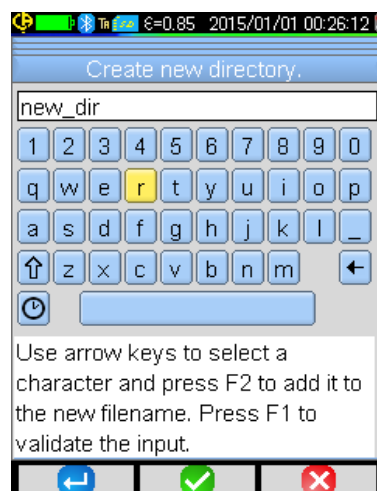 ε=0.85 2015/01/01 00:26:12
Create new directory.
new_dir
1 2 3 4 5 6 7 8 9 0
q w e r t y u i o p
a s d f g h j k l _
z x c v b n m
Use arrow keys to select a
character and press F2 to add it to
the new filename. Press F1 to
validate the input.